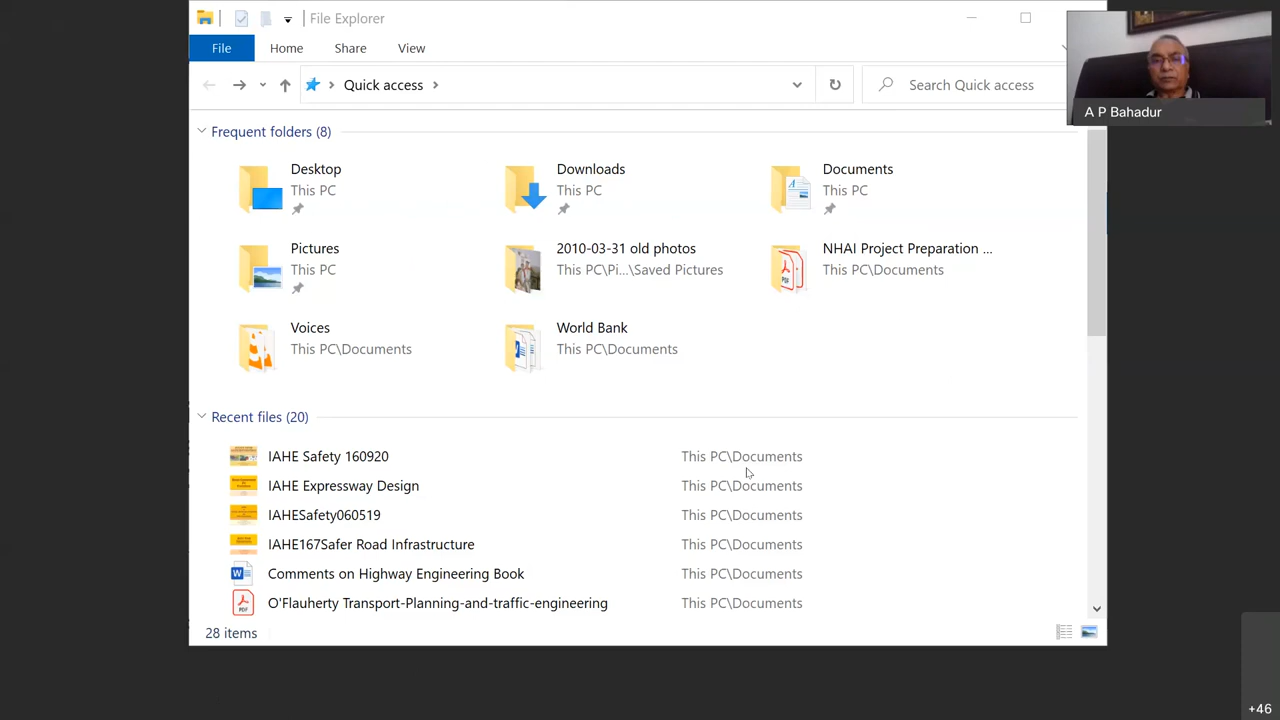 File Explorer
File Home Share View
Quick access
Search Quick access
A P Bahadur
Frequent folders (8)
Desktop
This PC
Downloads
This PC
Documents
This PC
Pictures
This PC
2010-03-31 old photos
This PC\Pi...\Saved Pictures
NHAI Project Preparation ...
This PC\Documents
Voices
This PC\Documents
World Bank
This PC\Documents
Recent files (20)
IAHE Safety 160920 This PC\Documents
IAHE Expressway Design This PC\Documents
IAHESafety060519 This PC\Documents
IAHE167Safer Road Infrastructure This PC\Documents
Comments on Highway Engineering Book This PC\Documents
O'Flauherty Transport-Planning-and-traffic-engineering This PC\Documents
28 items
+46